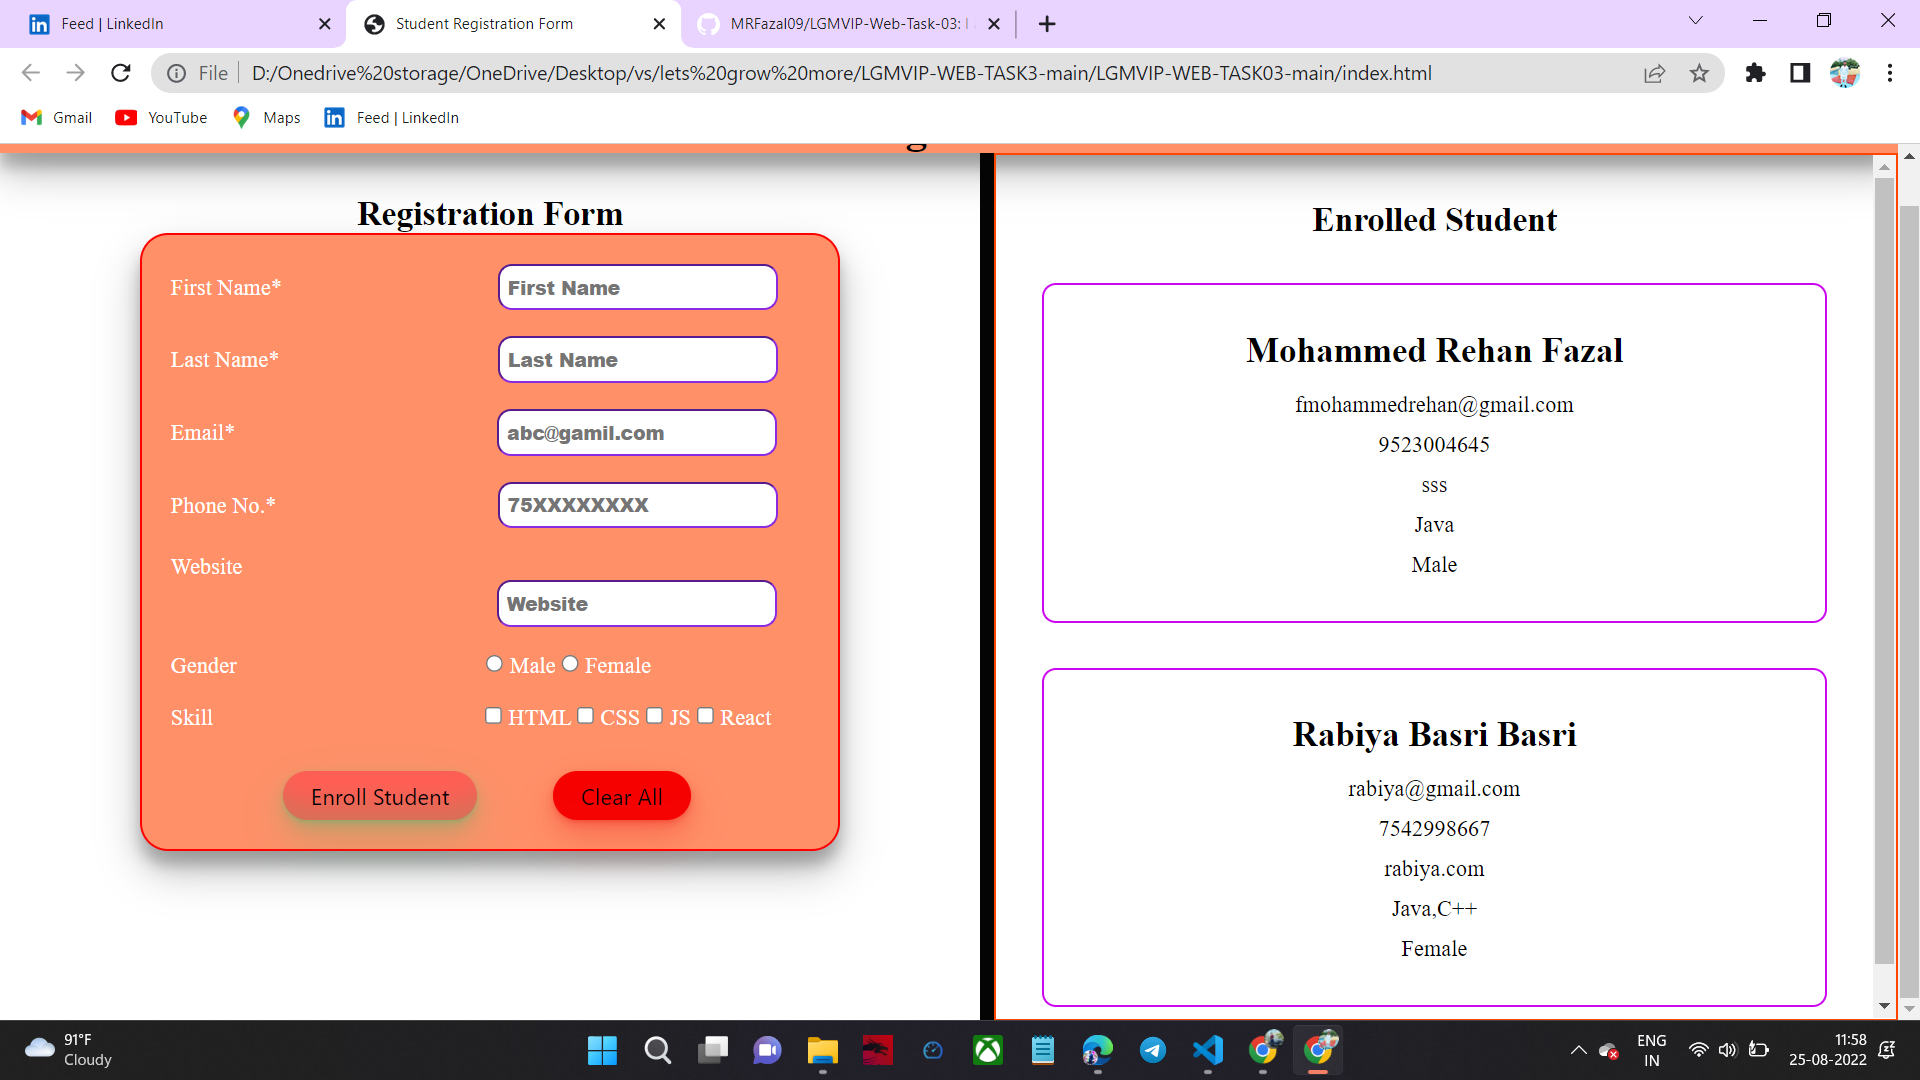 Feed | LinkedIn
Student Registration Form
MRFazal09/LGMVIP-Web-Task-03:
File
D:/Onedrive%20storage/OneDrive/Desktop/vs/lets%20grow%20more/LGMVIP-WEB-TASK3-main/LGMVIP-WEB-TASK03-main/index.html
Gmail
YouTube
Maps
Feed | LinkedIn
Registration Form
First Name*
First Name
Last Name*
Last Name
Email*
abc@gamil.com
Phone No.*
75XXXXXXXX
Website
Website
Gender
Male
Female
Skill
HTML
CSS
JS
React
Enroll Student
Clear All
Enrolled Student
Mohammed Rehan Fazal
fmohammedrehan@gmail.com
9523004645
sss
Java
Male
Rabiya Basri Basri
rabiya@gmail.com
7542998667
rabiya.com
Java,C++
Female
91°F
Cloudy
ENG
IN
11:58
25-08-2022